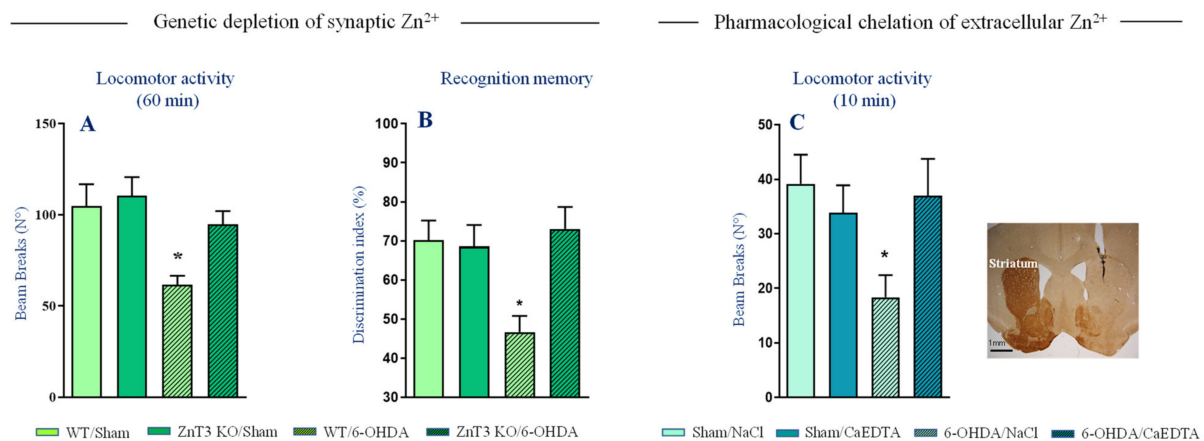 Genetic depletion of synaptic Zn²⁺
Pharmacological chelation of extracellular Zn²⁺
Locomotor activity
(60 min)
A
150
100
50
0
Beam Breaks (N°)
*
Recognition memory
B
100
90
80
70
60
50
40
30
Discrimination index (%)
*
Locomotor activity
(10 min)
C
50
40
30
20
10
0
Beam Breaks (N°)
*
Striatum
1mm
WT/Sham
ZnT3 KO/Sham
WT/6-OHDA
ZnT3 KO/6-OHDA
Sham/NaCl
Sham/CaEDTA
6-OHDA/NaCl
6-OHDA/CaEDTA